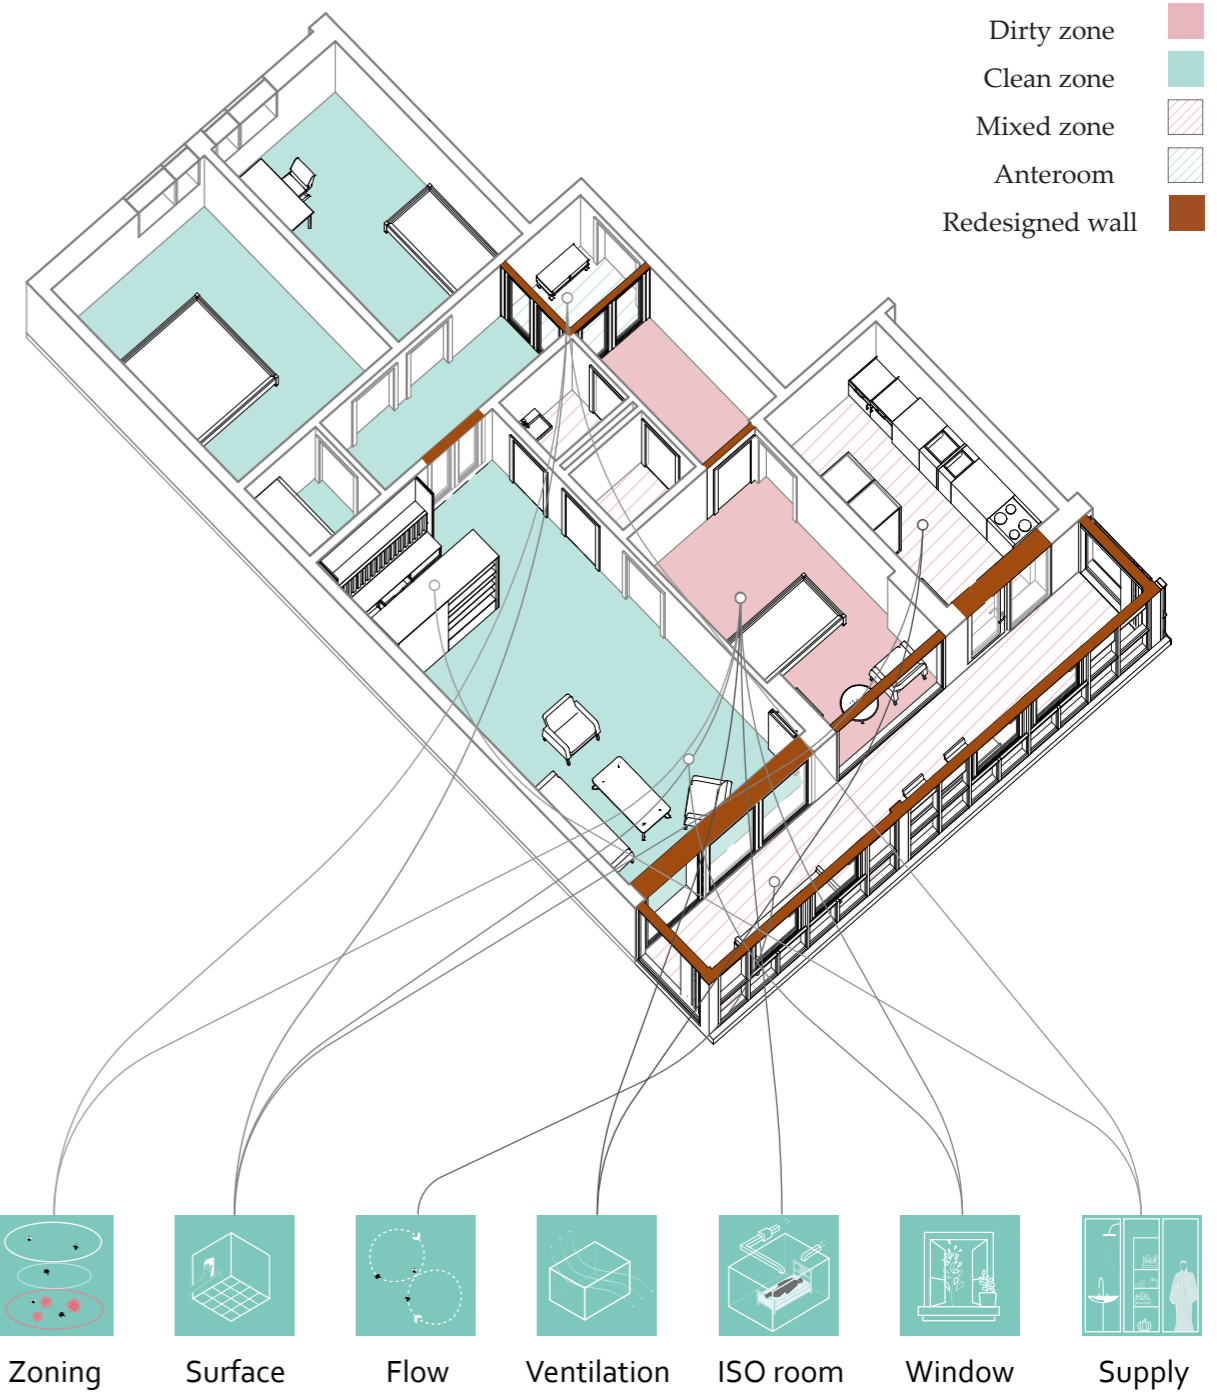 Dirty zone
Clean zone
Mixed zone
Anteroom
Redesigned wall
Zoning
Surface
Flow
Ventilation
ISO room
Window
Supply